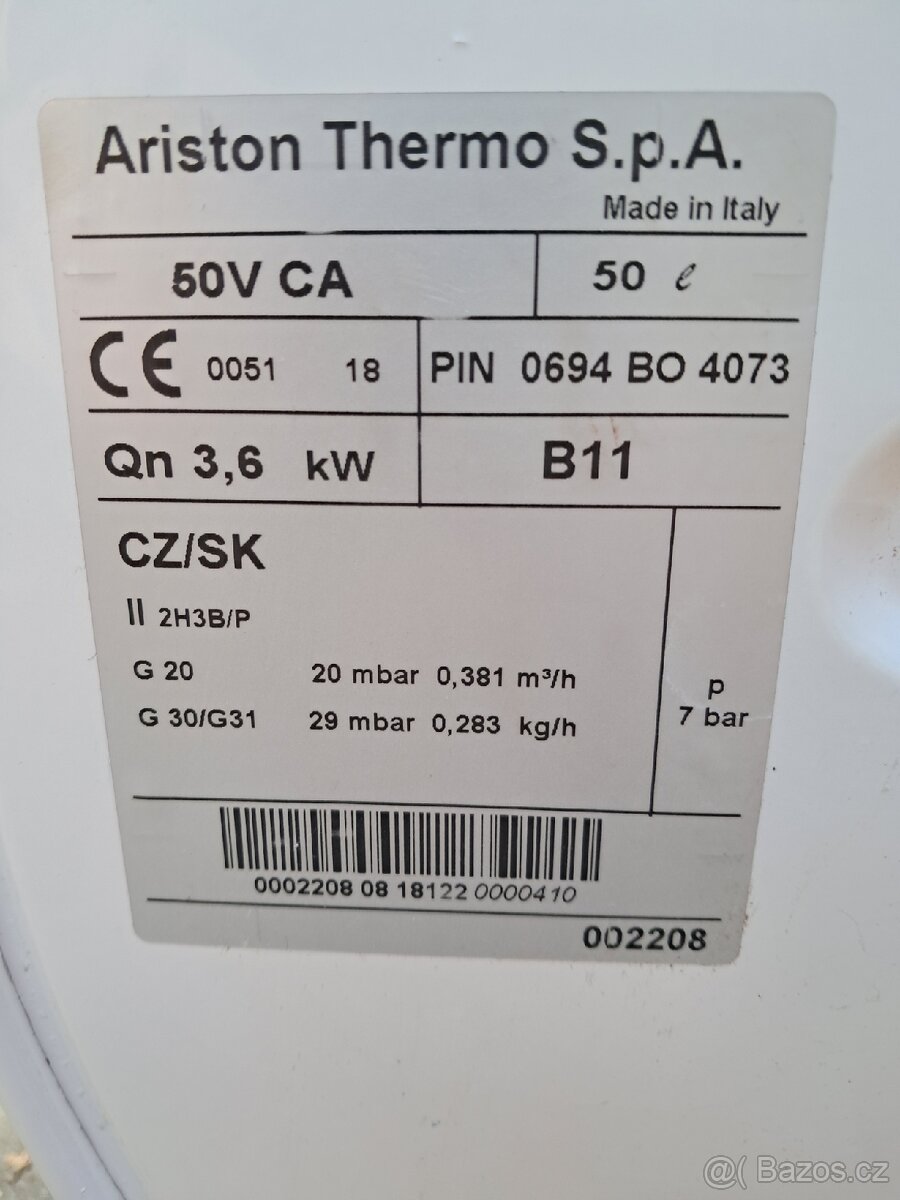 Ariston Thermo S.p.A.
Made in Italy
50V CA 50 ℓ
CE 0051 18 PIN 0694 BO 4073
Qn 3,6 kW B11
CZ/SK
II 2H3B/P
G 20 20 mbar 0,381 m³/h
G 30/G31 29 mbar 0,283 kg/h
p
7 bar
0002208 08 18122 0000410
002208
@( Bazos.cz